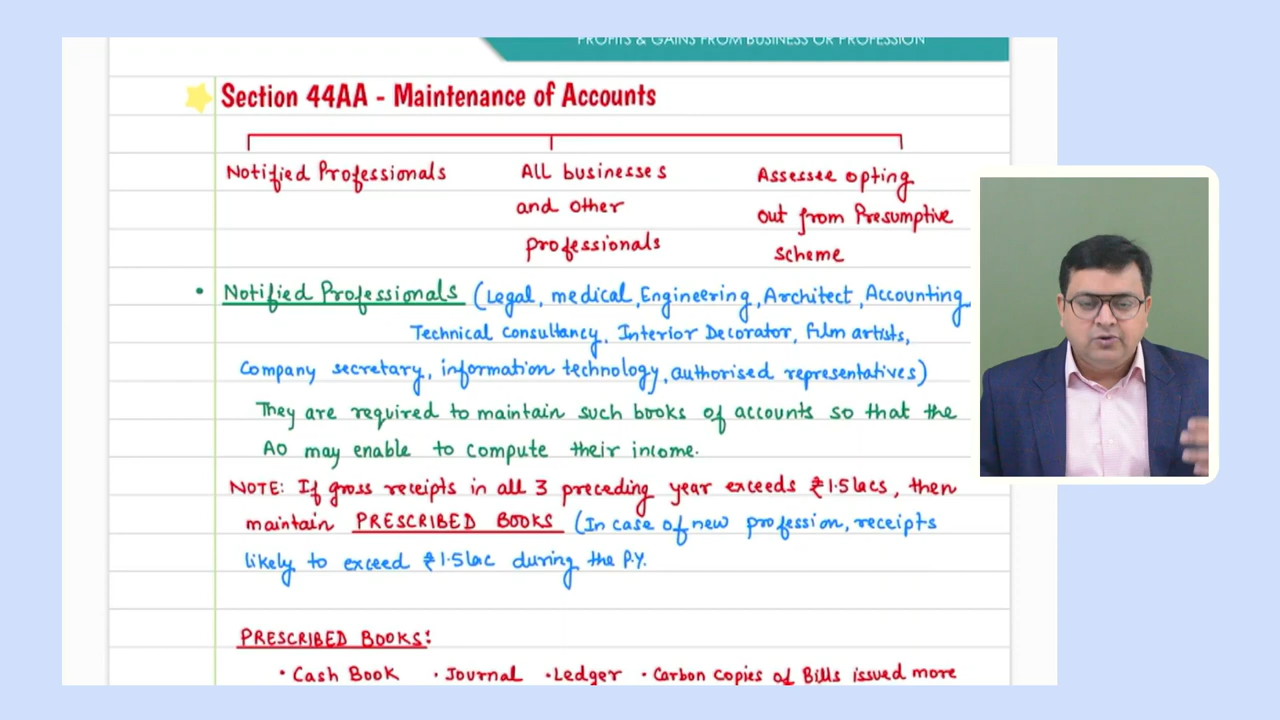 PROFITS & GAINS FROM BUSINESS OR PROFESSION
Section 44AA - Maintenance of Accounts
Notified Professionals
All businesses
and other
professionals
Assessee opting
out from Presumptive
scheme
• Notified Professionals (Legal, medical, Engineering, Architect, Accounting
Technical consultancy, Interior Decorator, film artists,
Company secretary, information technology, authorised representatives)
They are required to maintain such books of accounts so that the
AO may enable to compute their income.
NOTE: If gross receipts in all 3 preceding year exceeds ₹1.5 lacs, then
maintain PRESCRIBED BOOKS (In case of new profession, receipts
likely to exceed ₹1.5 lac during the P.Y.
PRESCRIBED BOOKS:
• Cash Book • Journal • Ledger • Carbon copies of Bills issued more